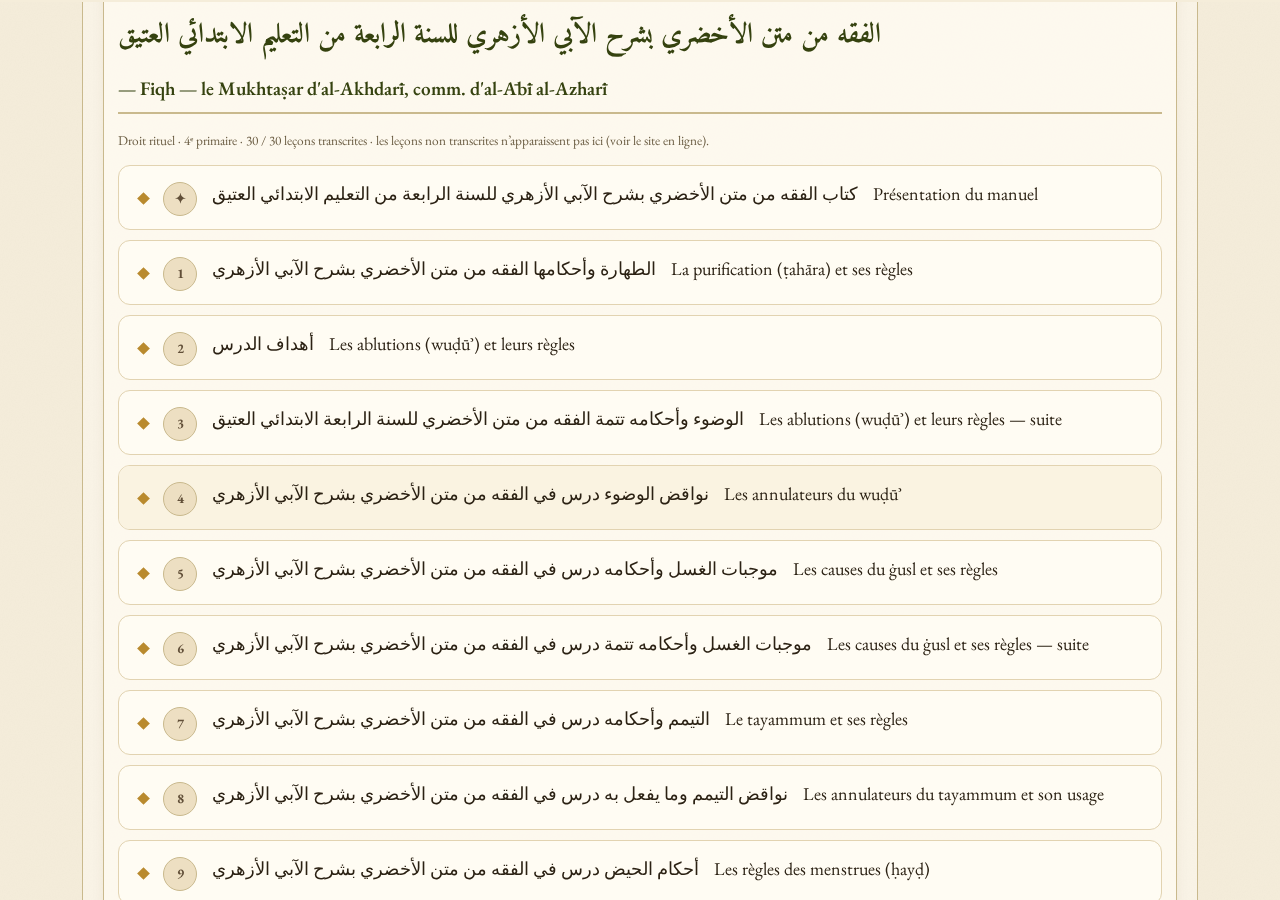 الفقه من متن الأخضري بشرح الآبي الأزهري للسنة الرابعة من التعليم الابتدائي العتيق
— Fiqh — le Mukhtaṣar d'al-Akhdarî, comm. d'al-Abî al-Azharî
Droit rituel · 4ᵉ primaire · 30 / 30 leçons transcrites · les leçons non transcrites n'apparaissent pas ici (voir le site en ligne).
◆ ✦ كتاب الفقه من متن الأخضري بشرح الآبي الأزهري للسنة الرابعة من التعليم الابتدائي العتيق Présentation du manuel
◆ 1 الطهارة وأحكامها الفقه من متن الأخضري بشرح الآبي الأزهري La purification (ṭahāra) et ses règles
◆ 2 أهداف الدرس Les ablutions (wuḍūʾ) et leurs règles
◆ 3 الوضوء وأحكامه تتمة الفقه من متن الأخضري للسنة الرابعة الابتدائي العتيق Les ablutions (wuḍūʾ) et leurs règles — suite
◆ 4 نواقض الوضوء درس في الفقه من متن الأخضري بشرح الآبي الأزهري Les annulateurs du wuḍūʾ
◆ 5 موجبات الغسل وأحكامه درس في الفقه من متن الأخضري بشرح الآبي الأزهري Les causes du ġusl et ses règles
◆ 6 موجبات الغسل وأحكامه تتمة درس في الفقه من متن الأخضري بشرح الآبي الأزهري Les causes du ġusl et ses règles — suite
◆ 7 التيمم وأحكامه درس في الفقه من متن الأخضري بشرح الآبي الأزهري Le tayammum et ses règles
◆ 8 نواقض التيمم وما يفعل به درس في الفقه من متن الأخضري بشرح الآبي الأزهري Les annulateurs du tayammum et son usage
◆ 9 أحكام الحيض درس في الفقه من متن الأخضري بشرح الآبي الأزهري Les règles des menstrues (ḥayḍ)